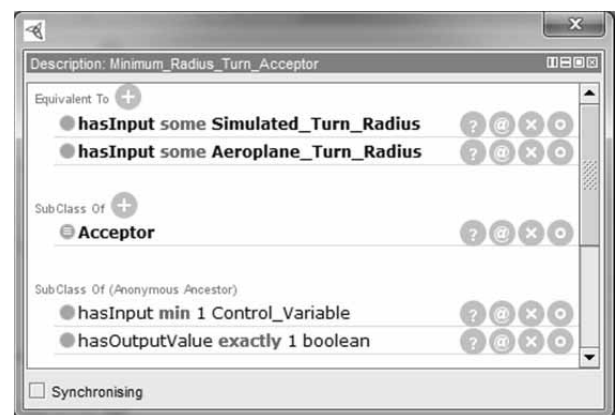 Description: Minimum_Radius_Turn_Acceptor
Equivalent To
hasInput some Simulated_Turn_Radius
hasInput some Aeroplane_Turn_Radius
SubClass Of
Acceptor
SubClass Of (Anonymous Ancestor)
hasInput min 1 Control_Variable
hasOutputValue exactly 1 boolean
Synchronising